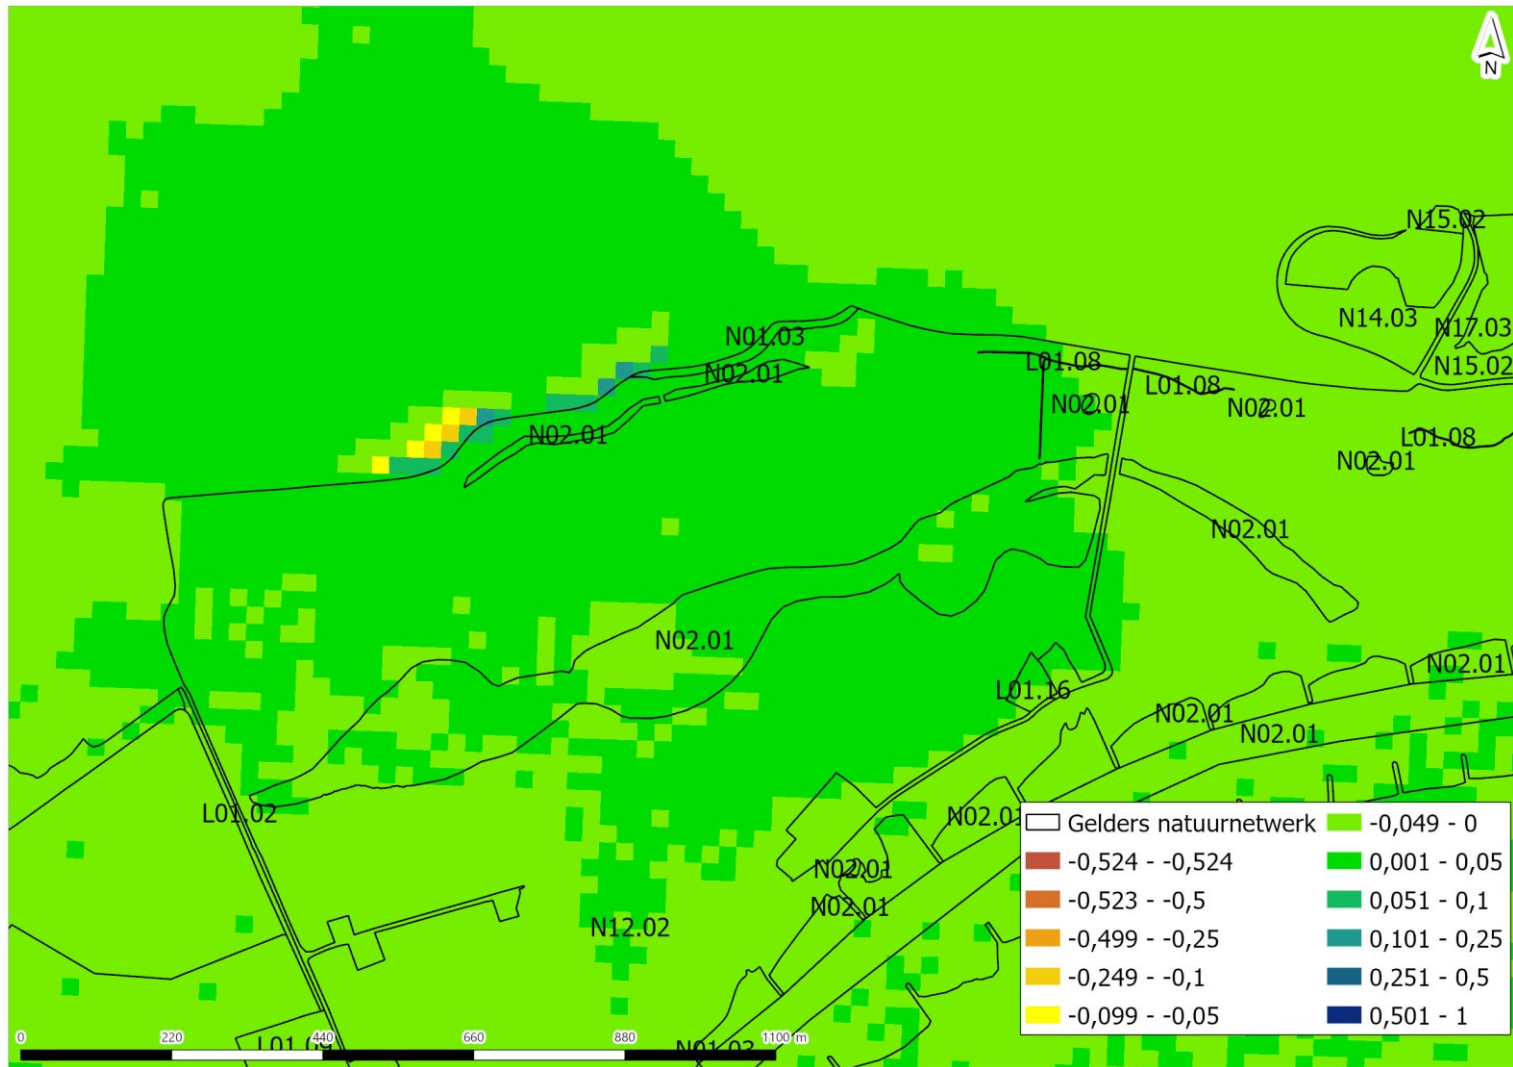 N
N15.02
N14.03
N17.03
N15.02
N01.03
N02.01
L01.08
L01.08
N02.01
N02.01
N02.01
L01.08
N02.01
N02.01
N02.01
N02.01
L01.16
N02.01
N02.01
L01.02
N02.01
N02.01
N02.01
N12.02
L01.09
N01.03
Gelders natuurnetwerk
-0,524 - -0,524
-0,523 - -0,5
-0,499 - -0,25
-0,249 - -0,1
-0,099 - -0,05
-0,049 - 0
0,001 - 0,05
0,051 - 0,1
0,101 - 0,25
0,251 - 0,5
0,501 - 1
0 220 440 660 880 1100 m